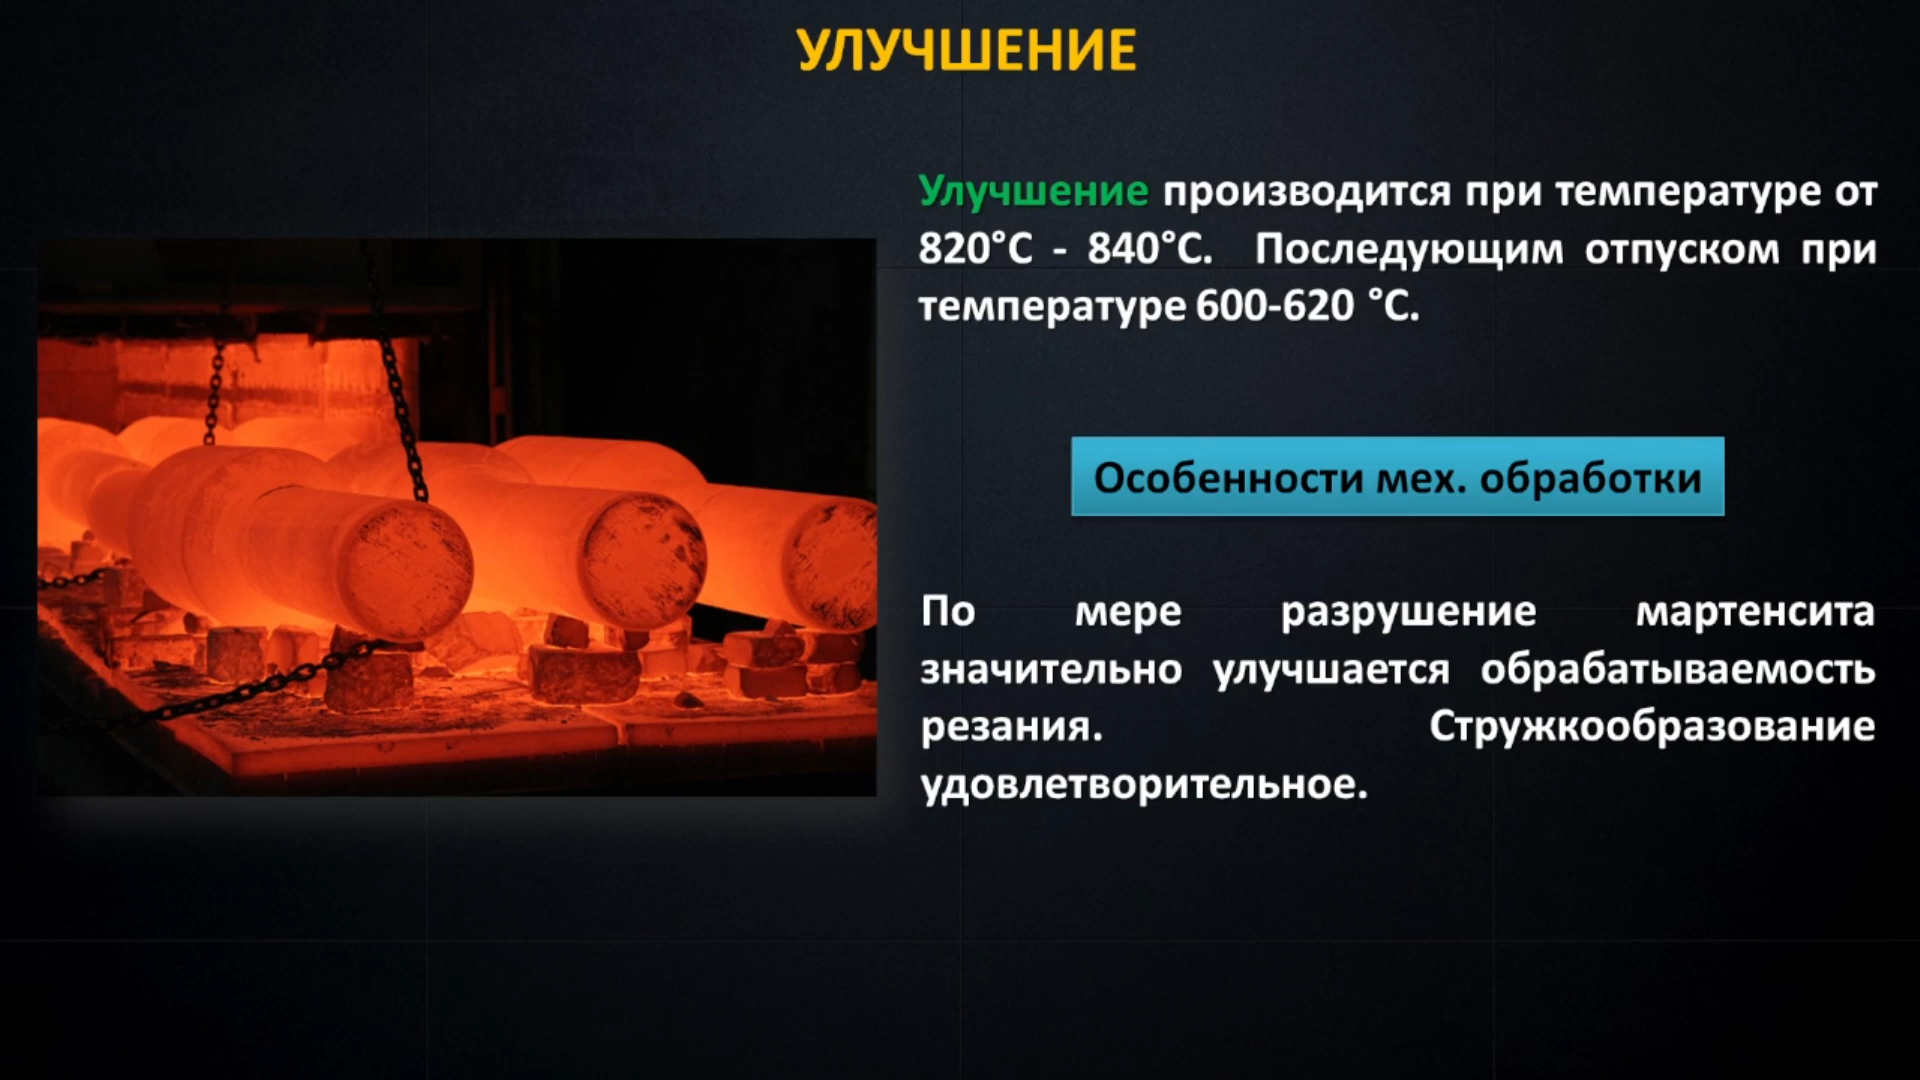 УЛУЧШЕНИЕ
Улучшение производится при температуре от
820°С - 840°С. Последующим отпуском при
температуре 600-620 °С.
Особенности мех. обработки
По мере разрушение мартенсита
значительно улучшается обрабатываемость
резания. Стружкообразование
удовлетворительное.